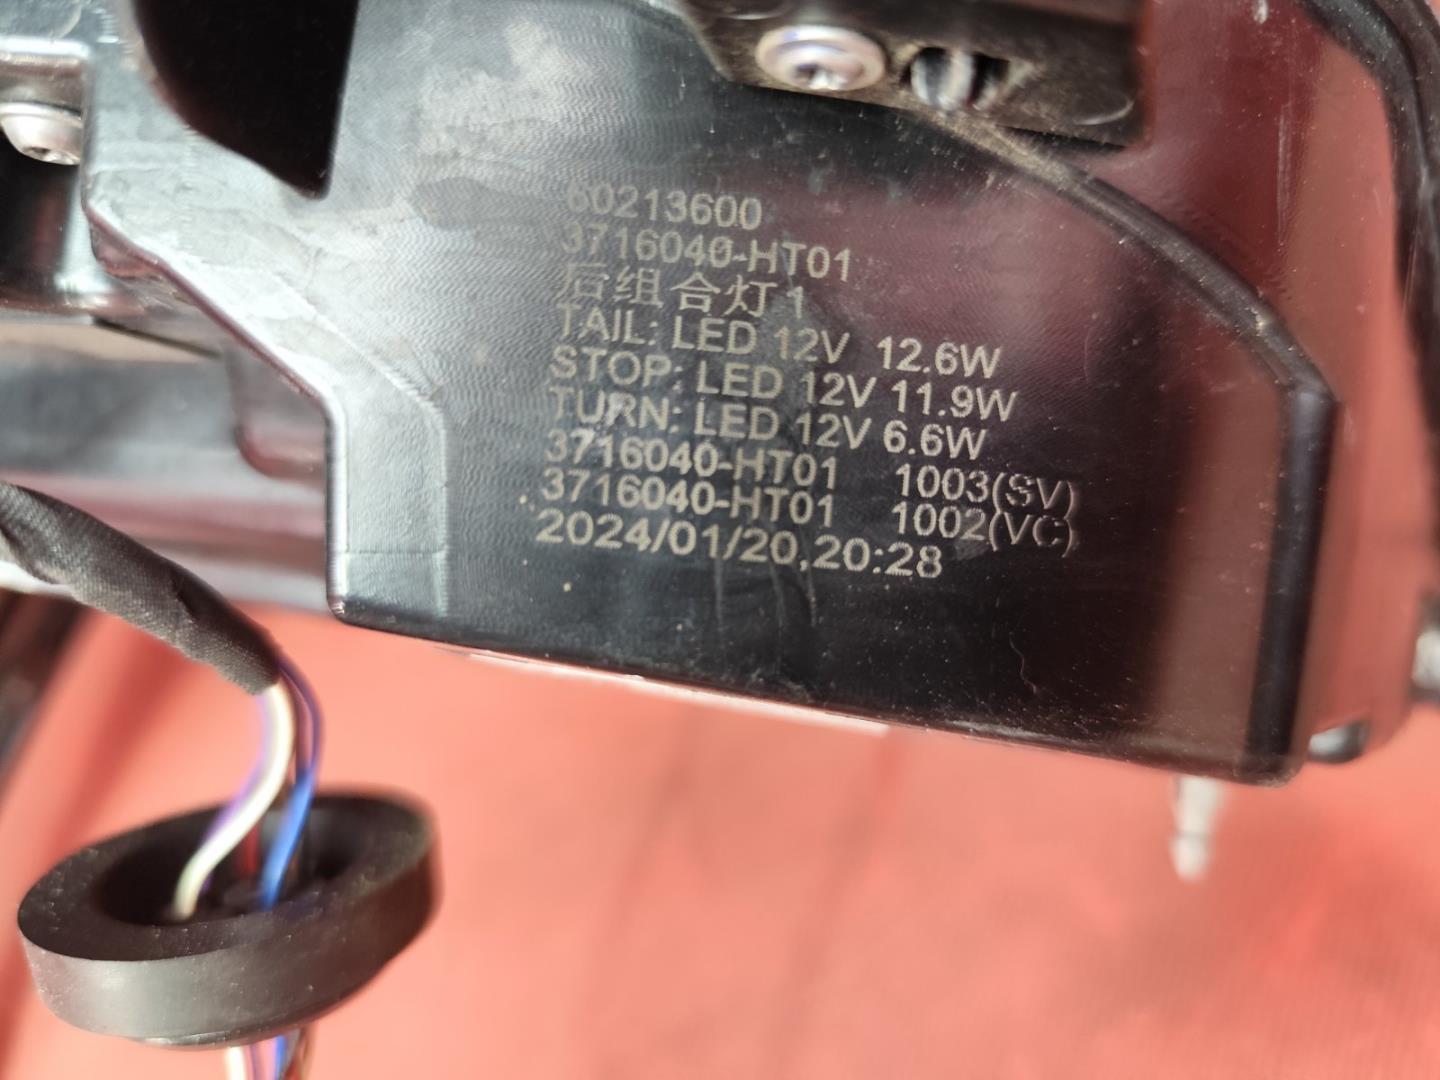 60213600
3716040-HT01
后组合灯 1
TAIL: LED 12V 12.6W
STOP: LED 12V 11.9W
TURN: LED 12V 6.6W
3716040-HT01 1003(SV)
3716040-HT01 1002(VC)
2024/01/20,20:28